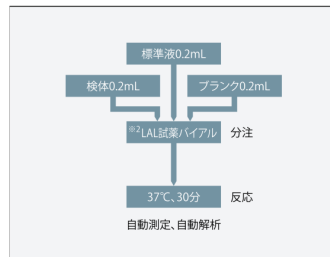 標準液0.2mL
検体0.2mL
ブランク0.2mL
※2LAL試薬バイアル
分注
37℃、30分
反応
自動測定、自動解析